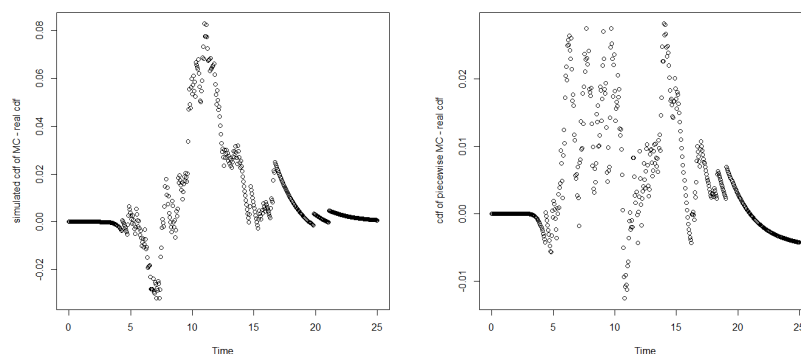 simulated cdf of MC - real cdf
0.08
0.06
0.04
0.02
0.00
-0.02
0 5 10 15 20 25
Time
cdf of piecewise MC - real cdf
0.02
0.01
0.00
-0.01
0 5 10 15 20 25
Time